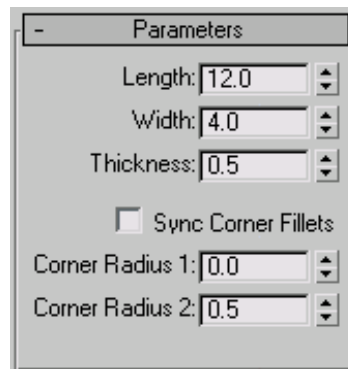 - Parameters
Length: 12.0
Width: 4.0
Thickness: 0.5
Sync Corner Fillets
Corner Radius 1: 0.0
Corner Radius 2: 0.5